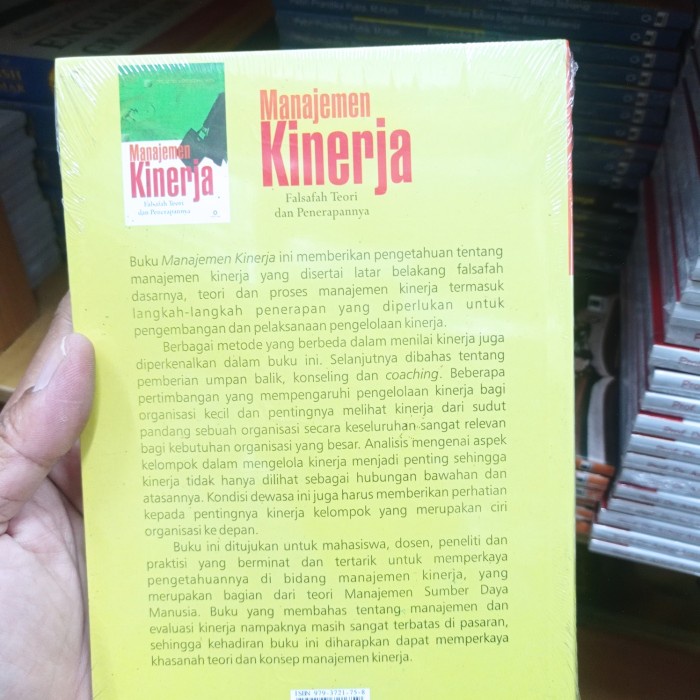 Manajemen
Kinerja
Falsafah Teori
dan Penerapannya
Manajemen
Kinerja
Falsafah Teori
dan Penerapannya
Buku Manajemen Kinerja ini memberikan pengetahuan tentang
manajemen kinerja yang disertai latar belakang falsafah
dasarnya, teori dan proses manajemen kinerja termasuk
langkah-langkah penerapan yang diperlukan untuk
pengembangan dan pelaksanaan pengelolaan kinerja.
Berbagai metode yang berbeda dalam menilai kinerja juga
diperkenalkan dalam buku ini. Selanjutnya dibahas tentang
pemberian umpan balik, konseling dan coaching. Beberapa
pertimbangan yang mempengaruhi pengelolaan kinerja bagi
organisasi kecil dan pentingnya melihat kinerja dari sudut
pandang sebuah organisasi secara keseluruhan sangat relevan
bagi kebutuhan organisasi yang besar. Analisis mengenai aspek
kelompok dalam mengelola kinerja menjadi penting sehingga
kinerja tidak hanya dilihat sebagai hubungan bawahan dan
atasannya. Kondisi dewasa ini juga harus memberikan perhatian
kepada pentingnya kinerja kelompok yang merupakan ciri
organisasi ke depan.
Buku ini ditujukan untuk mahasiswa, dosen, peneliti dan
praktisi yang berminat dan tertarik untuk memperkaya
pengetahuannya di bidang manajemen kinerja, yang
merupakan bagian dari teori Manajemen Sumber Daya
Manusia. Buku yang membahas tentang manajemen dan
evaluasi kinerja nampaknya masih sangat terbatas di pasaran,
sehingga kehadiran buku ini diharapkan dapat memperkaya
khasanah teori dan konsep manajemen kinerja.
ISBN 979-3721-75-8